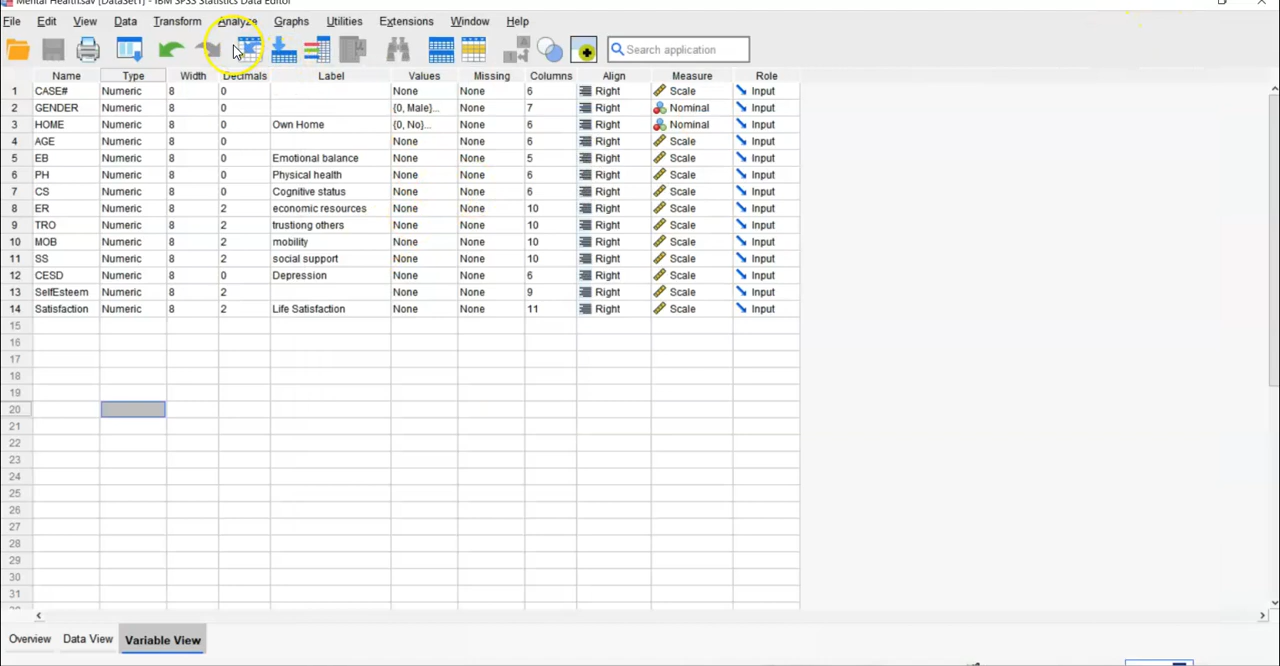 Mental Health.sav [DataSet1] - IBM SPSS Statistics Data Editor
File Edit View Data Transform Analyze Graphs Utilities Extensions Window Help
Search application
Name Type Width Decimals Label Values Missing Columns Align Measure Role
1 CASE# Numeric 8 0 None None 6 Right Scale Input
2 GENDER Numeric 8 0 {0, Male}... None 7 Right Nominal Input
3 HOME Numeric 8 0 Own Home {0, No}... None 6 Right Nominal Input
4 AGE Numeric 8 0 None None 6 Right Scale Input
5 EB Numeric 8 0 Emotional balance None None 5 Right Scale Input
6 PH Numeric 8 0 Physical health None None 6 Right Scale Input
7 CS Numeric 8 0 Cognitive status None None 6 Right Scale Input
8 ER Numeric 8 2 economic resources None None 10 Right Scale Input
9 TRO Numeric 8 2 trustiong others None None 10 Right Scale Input
10 MOB Numeric 8 2 mobility None None 10 Right Scale Input
11 SS Numeric 8 2 social support None None 10 Right Scale Input
12 CESD Numeric 8 0 Depression None None 6 Right Scale Input
13 SelfEsteem Numeric 8 2 None None 9 Right Scale Input
14 Satisfaction Numeric 8 2 Life Satisfaction None None 11 Right Scale Input
15
16
17
18
19
20
21
22
23
24
25
26
27
28
29
30
31
Overview Data View Variable View